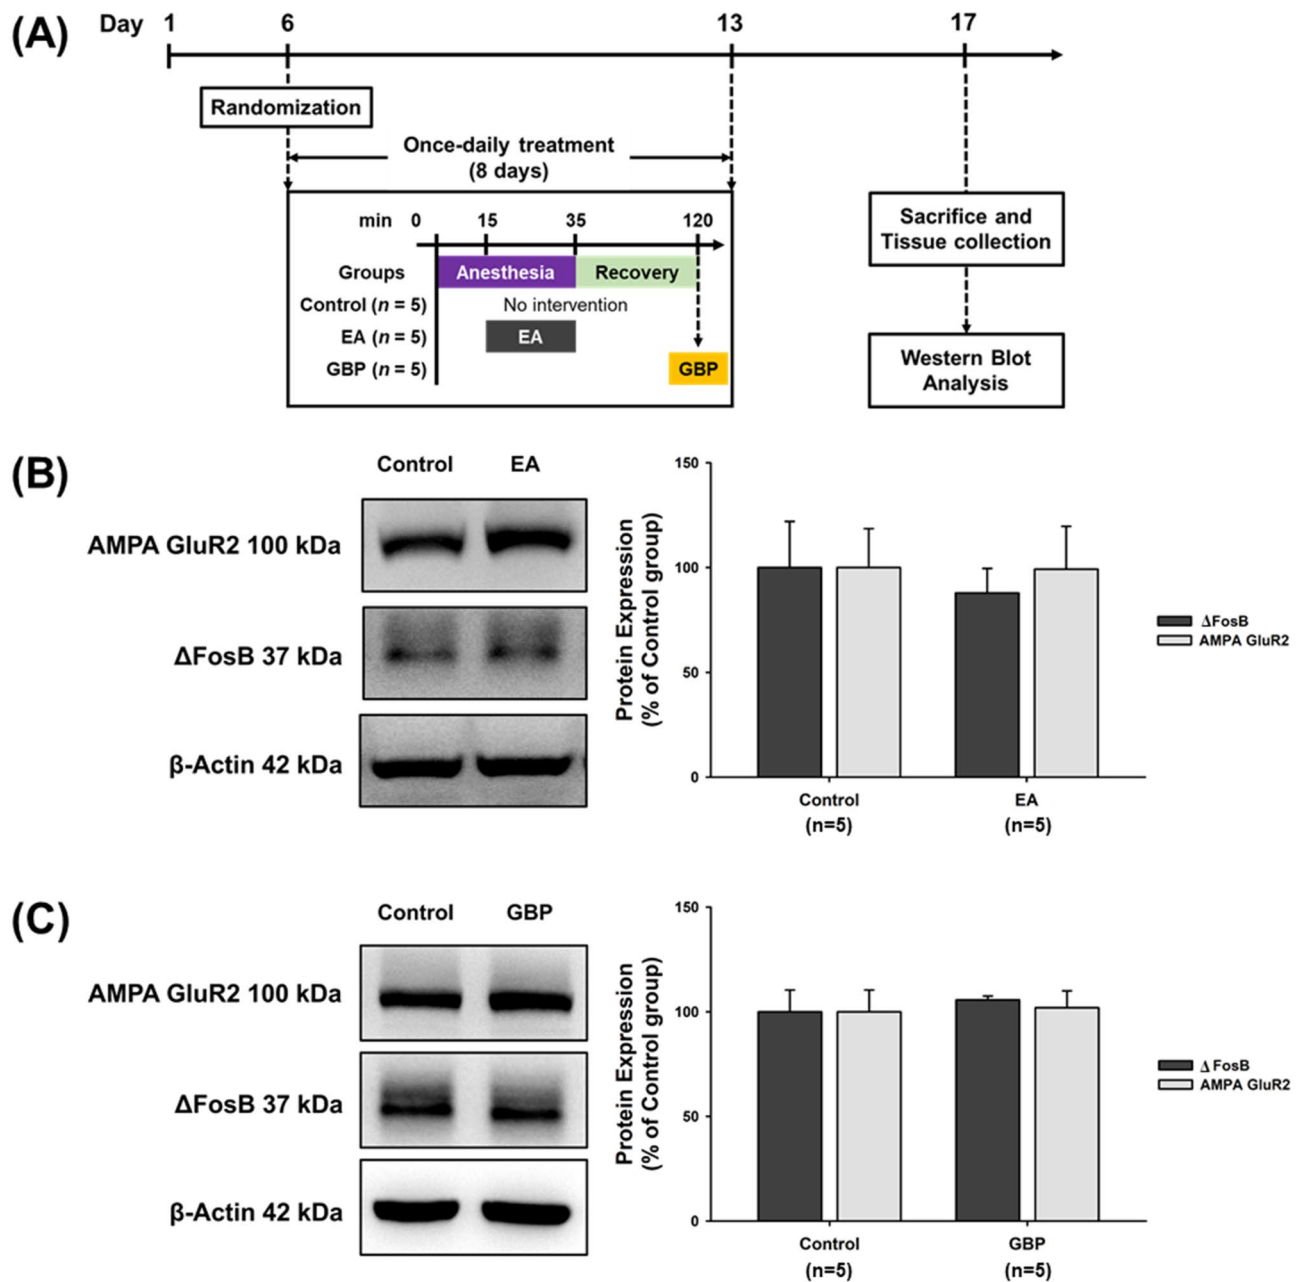 (A)
Day 1 6 13 17
Randomization
Once-daily treatment
(8 days)
min 0 15 35 120
Groups Anesthesia Recovery
Control (n = 5) No intervention
EA (n = 5) EA
GBP (n = 5) GBP
Sacrifice and
Tissue collection
Western Blot
Analysis
(B)
Control EA
AMPA GluR2 100 kDa
ΔFosB 37 kDa
β-Actin 42 kDa
Protein Expression
(% of Control group)
150
100
50
0
Control EA
(n=5) (n=5)
ΔFosB
AMPA GluR2
(C)
Control GBP
AMPA GluR2 100 kDa
ΔFosB 37 kDa
β-Actin 42 kDa
Protein Expression
(% of Control group)
150
100
50
0
Control GBP
(n=5) (n=5)
Δ FosB
AMPA GluR2